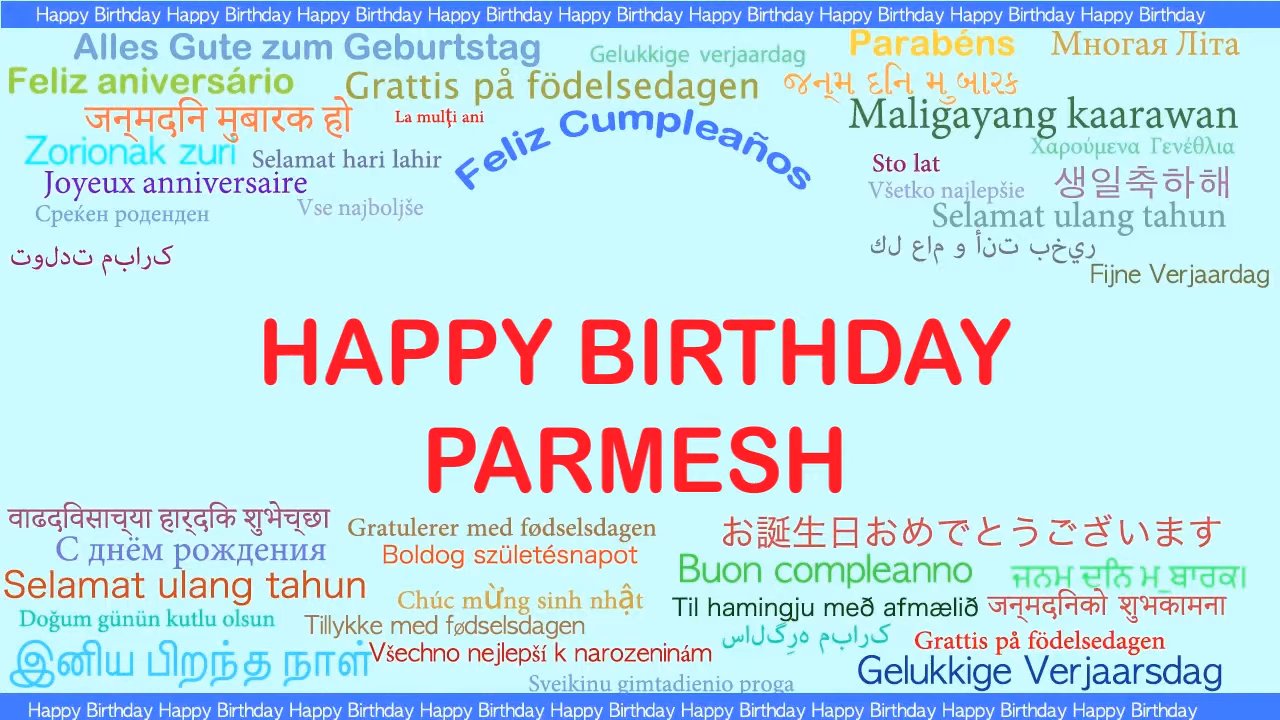 Happy Birthday Happy Birthday Happy Birthday Happy Birthday Happy Birthday Happy Birthday Happy Birthday Happy Birthday Happy Birthday
Alles Gute zum Geburtstag
Gelukkige verjaardag
Parabéns
Многая Літа
Feliz aniversário
Grattis på födelsedagen
જન્મ દિન મુબારક
जन्मदिन मुबारक हो
La mulţi ani
Feliz Cumpleaños
Maligayang kaarawan
Zorionak zuri
Selamat hari lahir
Χαρούμενα Γενέθλια
Sto lat
Joyeux anniversaire
Všetko najlepšie
생일축하해
Среќен роденден
Vse najboljše
Selamat ulang tahun
تولدت مبارک
كل عام و أنت بخير
Fijne Verjaardag
HAPPY BIRTHDAY
PARMESH
वाढदिवसाच्या हार्दिक शुभेच्छा
Gratulerer med fødselsdagen
お誕生日おめでとうございます
С днём рождения
Boldog születésnapot
Buon compleanno
Selamat ulang tahun
ਜਨਮ ਦਿਨ ਮੁਬਾਰਕ।
Chúc mừng sinh nhật
Til hamingju með afmælið
जन्मदिनको शुभकामना
Doğum günün kutlu olsun
Tillykke med fødselsdagen
سالگرہ مبارک
Grattis på födelsedagen
இனிய பிறந்த நாள்
Všechno nejlepší k narozeninám
Gelukkige Verjaarsdag
Sveikinu gimtadienio proga
Happy Birthday Happy Birthday Happy Birthday Happy Birthday Happy Birthday Happy Birthday Happy Birthday Happy Birthday Happy Birthday